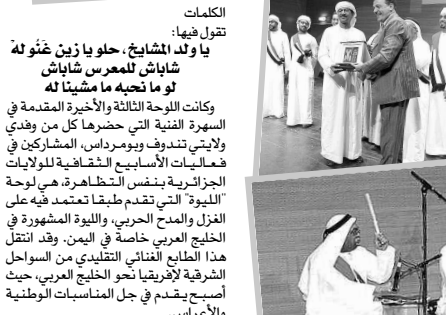 الكلمات
تقول فيها:
يا ولد المشايخ، حلو يا زين غَنُو لهْ
شاباش للمعرس شاباش
لو ما نحبه ما مشينا له
وكانت اللوحة الثالثة والأخيرة المقدمة في
السهرة الفنية التي حضرها كل من وفدي
ولايتي تندوف وبومرداس، المشاركين في
فعاليات الأسابيع الثقافية للولايات
الجزائرية بنفس التظاهرة، هي لوحة
"الليوة" التي تقدم طبقا تعتمد فيه على
الغزل والمدح الحربي، والليوة المشهورة في
الخليج العربي خاصة في اليمن. وقد انتقل
هذا الطابع الغنائي التقليدي من السواحل
الشرقية لإفريقيا نحو الخليج العربي، حيث
أصبح يقدم في جل المناسبات الوطنية
والأعراس..